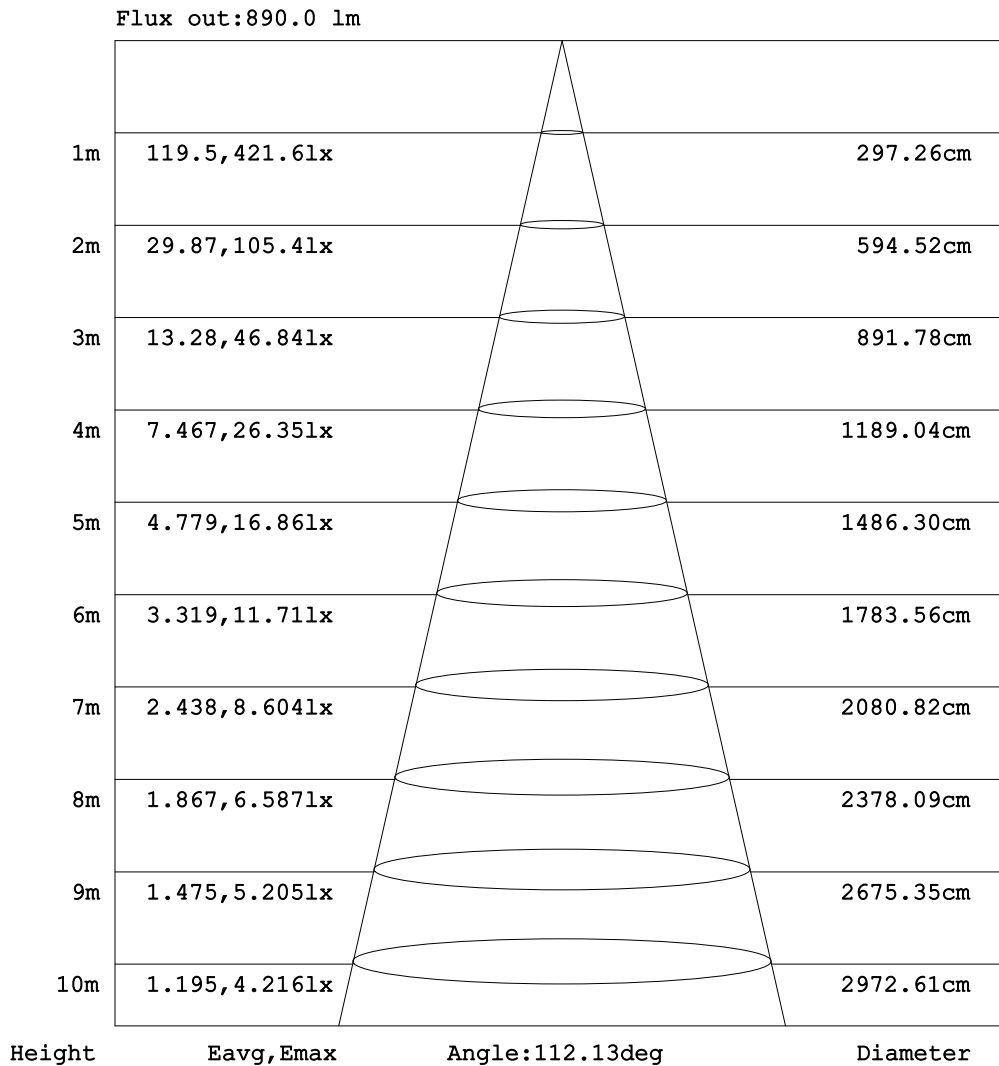 Flux out:890.0 lm
1m 119.5,421.6lx 297.26cm
2m 29.87,105.4lx 594.52cm
3m 13.28,46.84lx 891.78cm
4m 7.467,26.35lx 1189.04cm
5m 4.779,16.86lx 1486.30cm
6m 3.319,11.71lx 1783.56cm
7m 2.438,8.604lx 2080.82cm
8m 1.867,6.587lx 2378.09cm
9m 1.475,5.205lx 2675.35cm
10m 1.195,4.216lx 2972.61cm
Height Eavg,Emax Angle:112.13deg Diameter